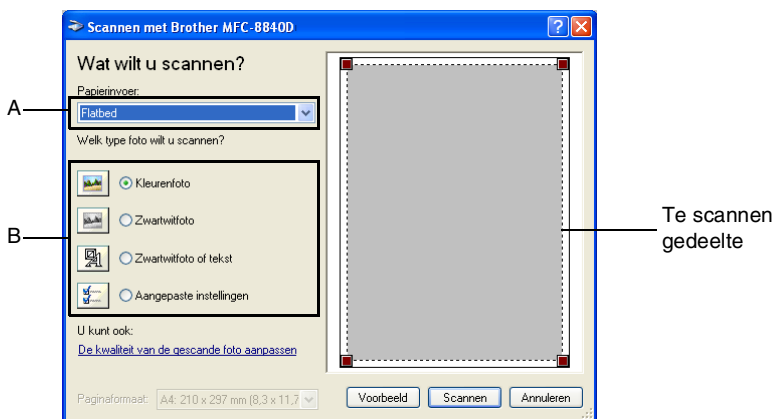 Scannen met Brother MFC-8840D
Wat wilt u scannen?
Papierinvoer:
A
Flatbed
Welk type foto wilt u scannen?
B
Kleurenfoto
Zwartwitfoto
Zwartwitfoto of tekst
Aangepaste instellingen
U kunt ook:
De kwaliteit van de gescande foto aanpassen
Paginaformaat: A4: 210 x 297 mm (8,3 x 11,7
Voorbeeld Scannen Annuleren
Te scannen
gedeelte